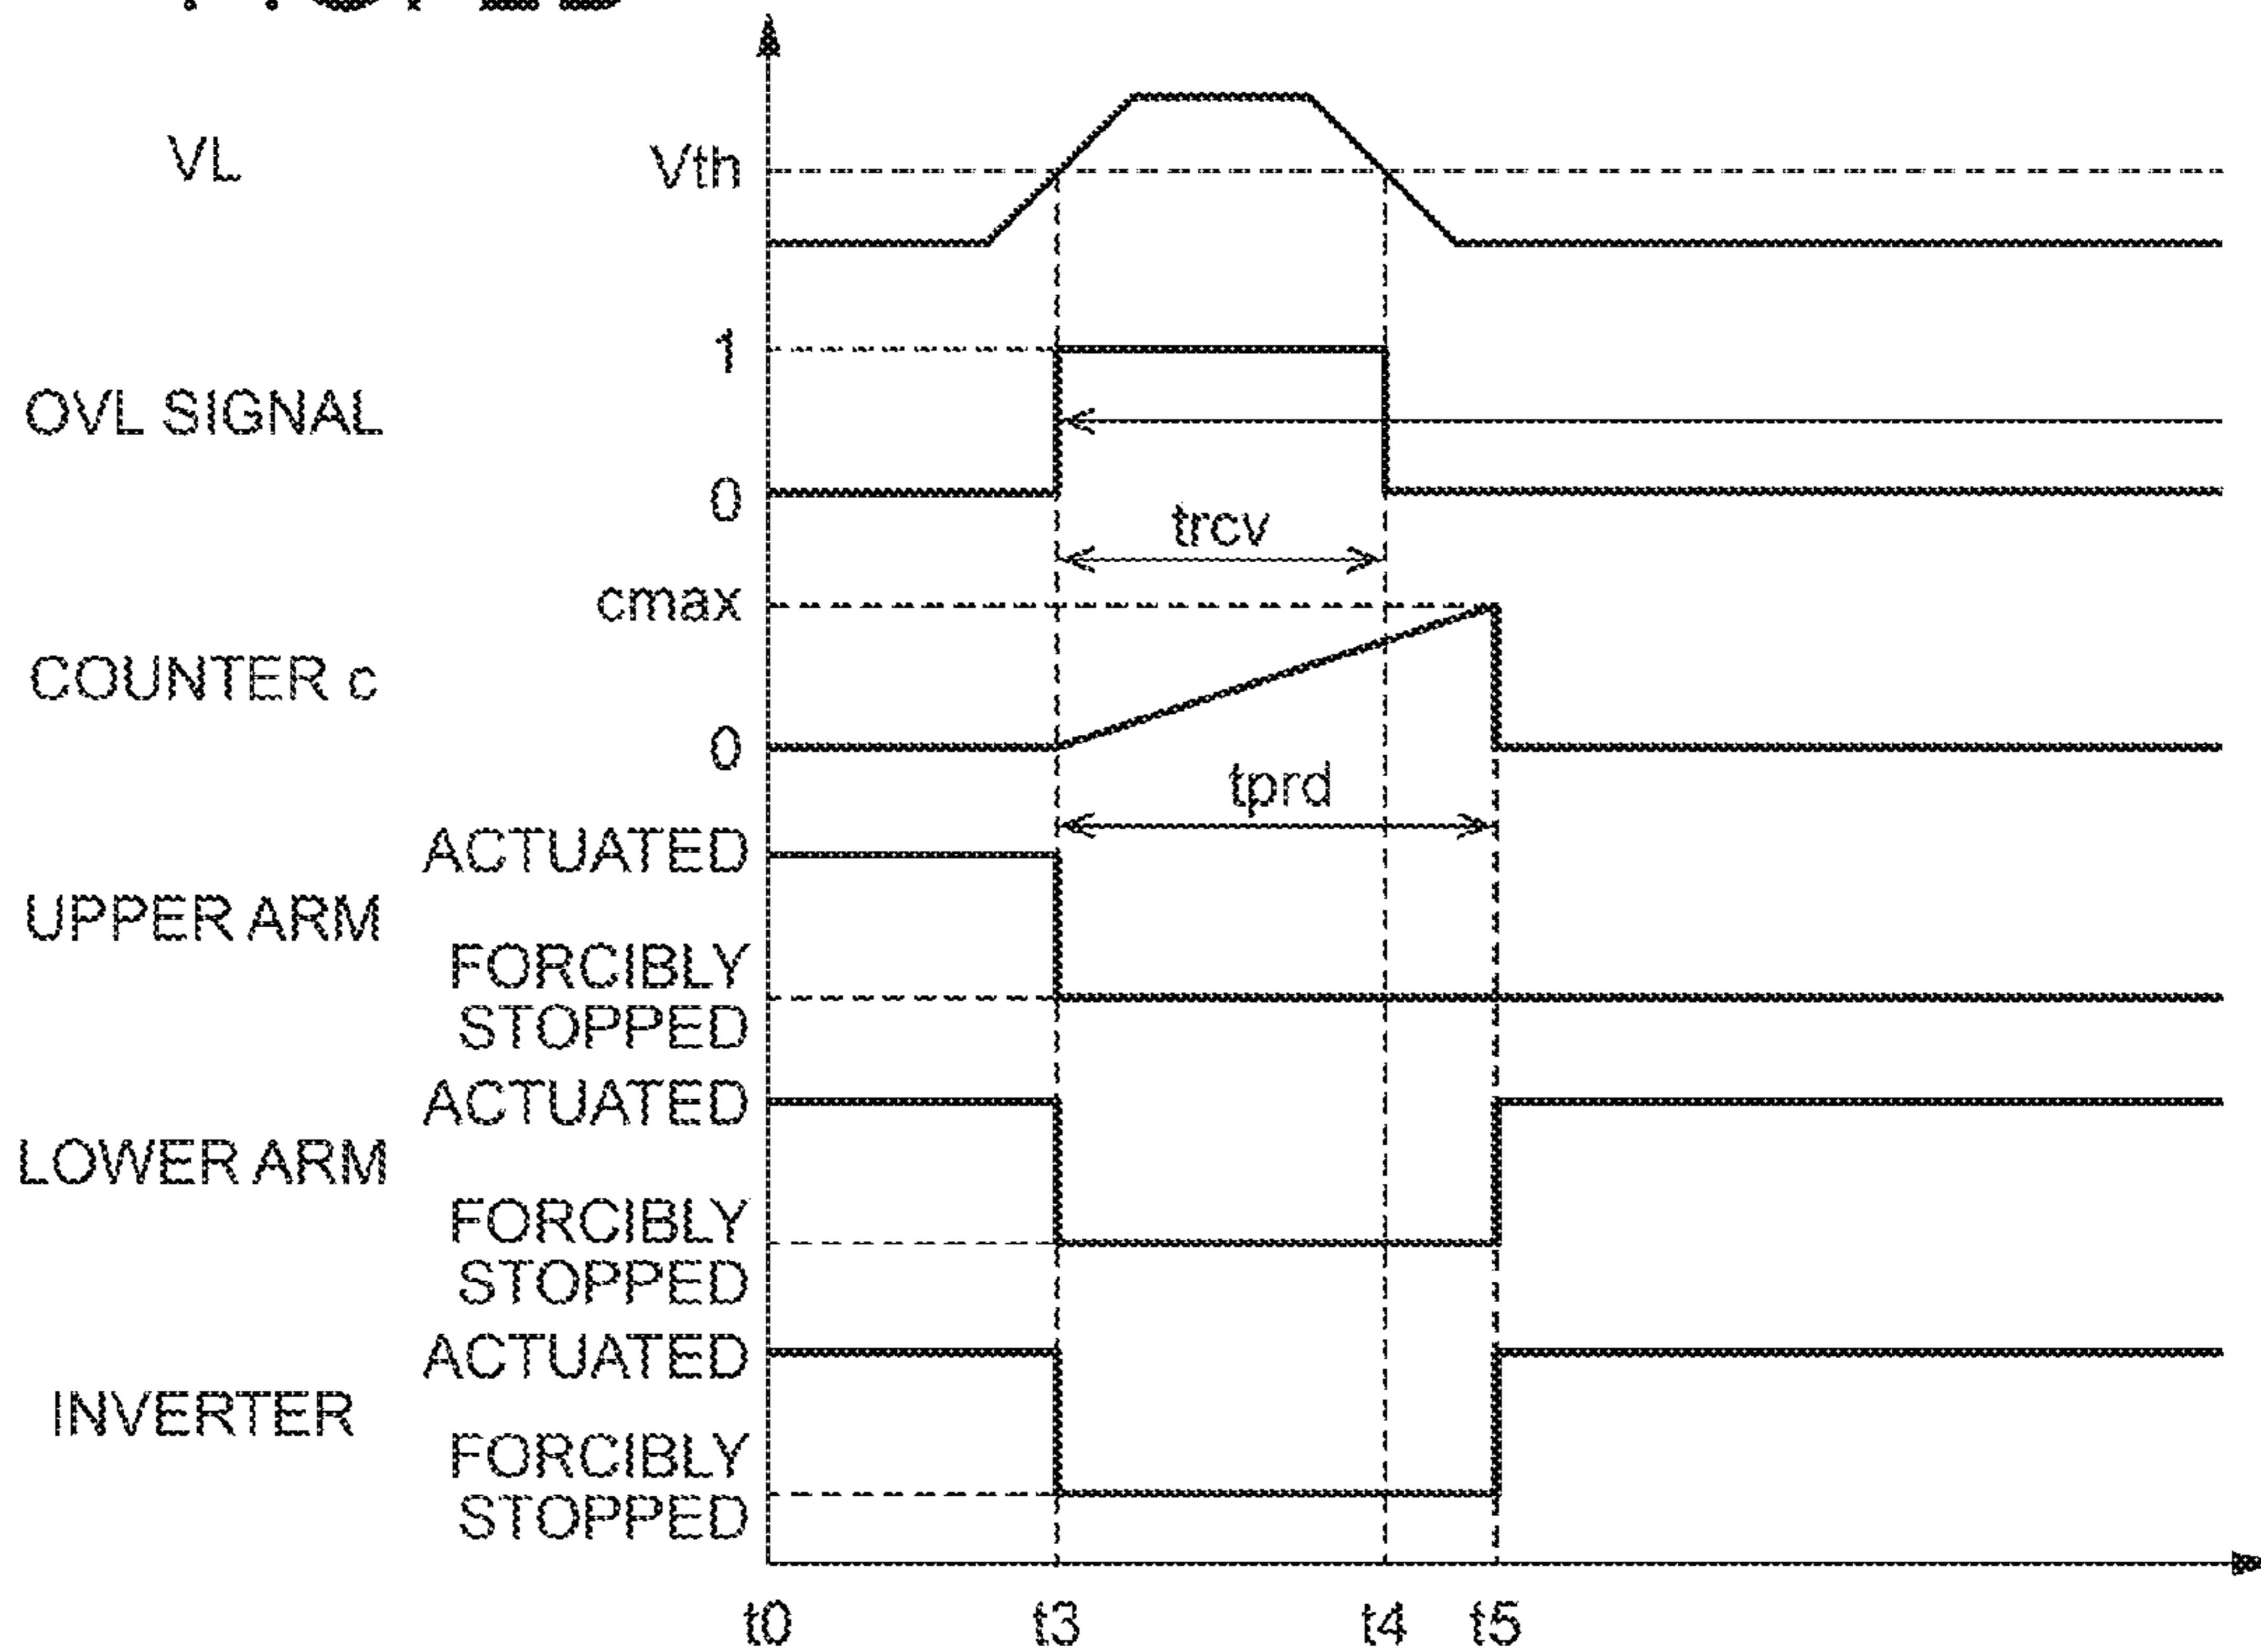 VL
Vth
1
OVL SIGNAL
0
trcv
cmax
COUNTER c
0
tprd
ACTUATED
UPPER ARM
FORCIBLY
STOPPED
ACTUATED
LOWER ARM
FORCIBLY
STOPPED
ACTUATED
INVERTER
FORCIBLY
STOPPED
t0 t3 t4 t5